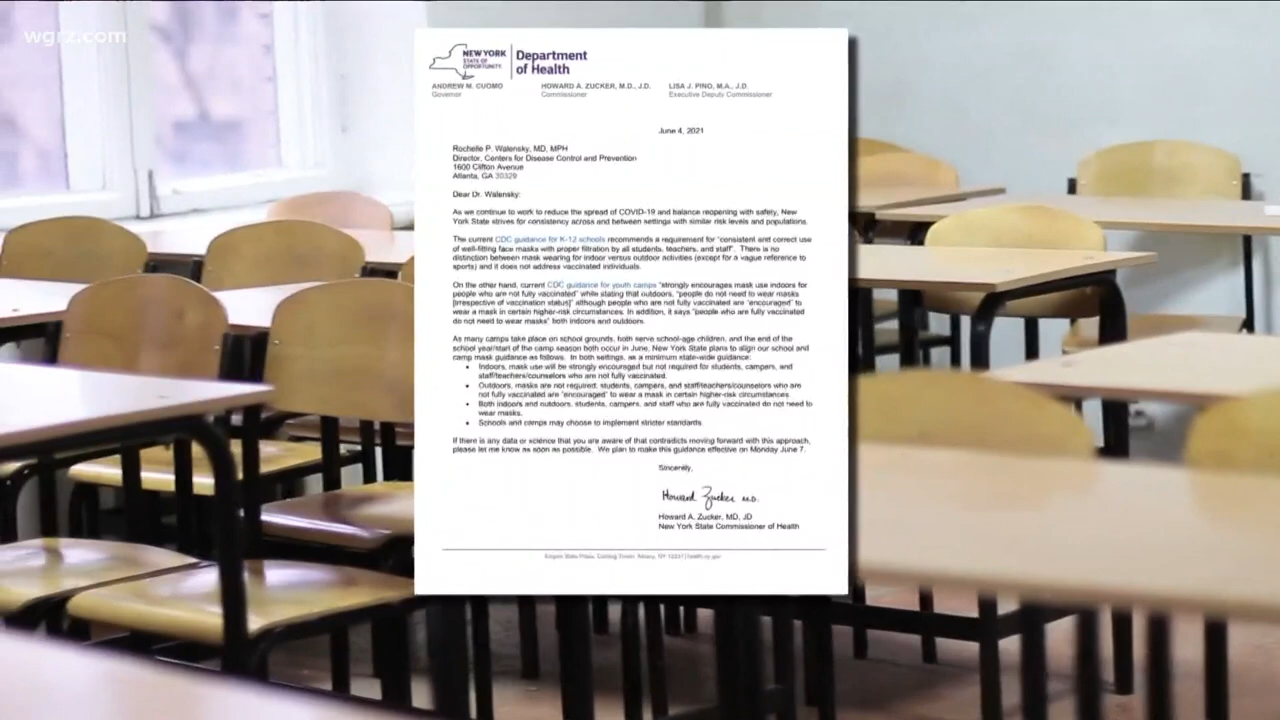 wgrz.com
NEW YORK
STATE OF
OPPORTUNITY.
Department
of Health
ANDREW M. CUOMO
Governor
HOWARD A. ZUCKER, M.D., J.D.
Commissioner
LISA J. PINO, M.A., J.D.
Executive Deputy Commissioner
June 4, 2021
Rochelle P. Walensky, MD, MPH
Director, Centers for Disease Control and Prevention
1600 Clifton Avenue
Atlanta, GA 30329
Dear Dr. Walensky:
As we continue to work to reduce the spread of COVID-19 and balance reopening with safety, New
York State strives for consistency across and between settings with similar risk levels and populations.
The current CDC guidance for K-12 schools recommends a requirement for "consistent and correct use
of well-fitting face masks with proper filtration by all students, teachers, and staff". There is no
distinction between mask wearing for indoor versus outdoor activities (except for a vague reference to
sports) and it does not address vaccinated individuals.
On the other hand, current CDC guidance for youth camps "strongly encourages mask use indoors for
people who are not fully vaccinated" while stating that outdoors, "people do not need to wear masks
[irrespective of vaccination status]" although people who are not fully vaccinated are "encouraged" to
wear a mask in certain higher-risk circumstances. In addition, it says "people who are fully vaccinated
do not need to wear masks" both indoors and outdoors.
As many camps take place on school grounds, both serve school-age children, and the end of the
school year/start of the camp season both occur in June, New York State plans to align our school and
camp mask guidance as follows. In both settings, as a minimum state-wide guidance:
• Indoors, mask use will be strongly encouraged but not required for students, campers, and
staff/teachers/counselors who are not fully vaccinated.
• Outdoors, masks are not required; students, campers, and staff/teachers/counselors who are
not fully vaccinated are "encouraged" to wear a mask in certain higher-risk circumstances.
• Both indoors and outdoors, students, campers, and staff who are fully vaccinated do not need to
wear masks.
• Schools and camps may choose to implement stricter standards.
If there is any data or science that you are aware of that contradicts moving forward with this approach,
please let me know as soon as possible. We plan to make this guidance effective on Monday June 7.
Sincerely,
Howard Zucker M.D.
Howard A. Zucker, MD, JD
New York State Commissioner of Health
Empire State Plaza, Corning Tower, Albany, NY 12237 | health.ny.gov